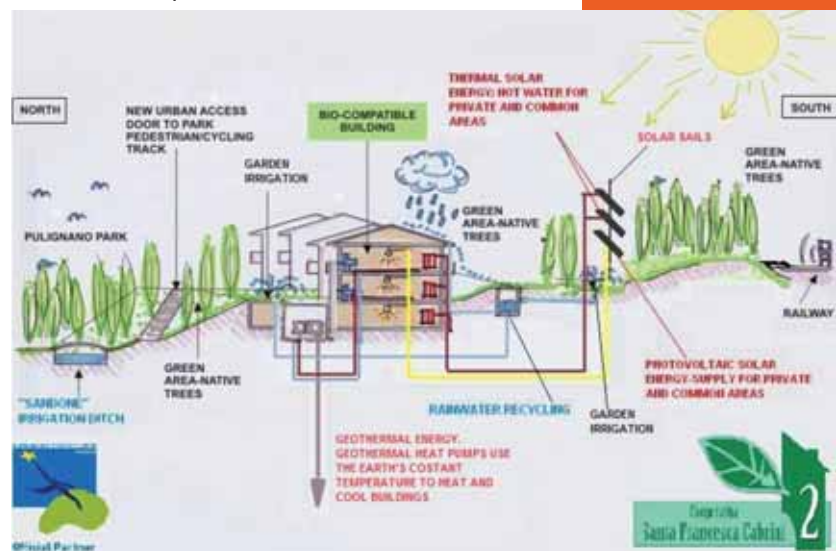 NORTH
NEW URBAN ACCESS
DOOR TO PARK
PEDESTRIAN/CYCLING
TRACK
BIO-COMPATIBLE
BUILDING
THERMAL SOLAR
ENERGY: HOT WATER FOR
PRIVATE AND COMMON
AREAS
SOUTH
SOLAR SAILS
GREEN
AREA-NATIVE
TREES
GARDEN
IRRIGATION
GREEN
AREA-NATIVE
TREES
PULIGNANO PARK
RAILWAY
GREEN
AREA-NATIVE
TREES
PHOTOVOLTAIC SOLAR
ENERGY-SUPPLY FOR PRIVATE
AND COMMON AREAS
"SANDONE"
IRRIGATION DITCH
RAINWATER RECYCLING
GARDEN
IRRIGATION
GEOTHERMAL ENERGY.
GEOTHERMAL HEAT PUMPS USE
THE EARTH'S COSTANT
TEMPERATURE TO HEAT AND
COOL BUILDINGS
Official Partner
Santa Francesca Cabrini
2